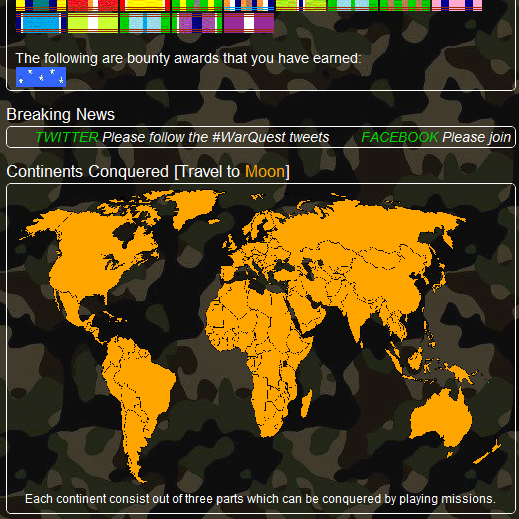 The following are bounty awards that you have earned:
Breaking News
TWITTER Please follow the #WarQuest tweets FACEBOOK Please join
Continents Conquered [Travel to Moon]
Each continent consist out of three parts which can be conquered by playing missions.